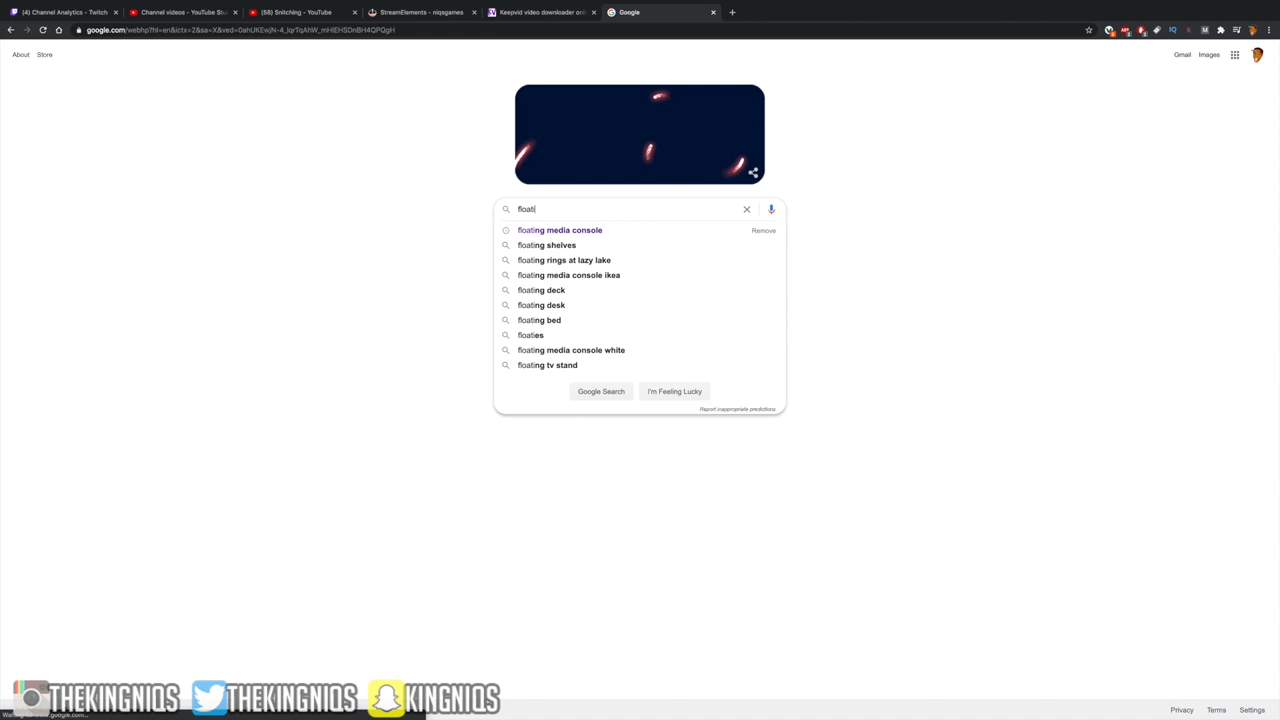 (4) Channel Analytics - Twitch
Channel videos - YouTube Stu
(58) Snitching - YouTube
StreamElements - niqsgames
Keepvid video downloader onl
Google
google.com/webhp?hl=en&ictx=2&sa=X&ved=0ahUKEwjN-4_lqrTqAhW_mHIEHSDnBH4QPQgH
About Store
Gmail Images
floati
floating media console Remove
floating shelves
floating rings at lazy lake
floating media console ikea
floating deck
floating desk
floating bed
floaties
floating media console white
floating tv stand
Google Search I'm Feeling Lucky
Report inappropriate predictions
THEKINGNIQS THEKINGNIQS KINGNIQS
Privacy Terms Settings